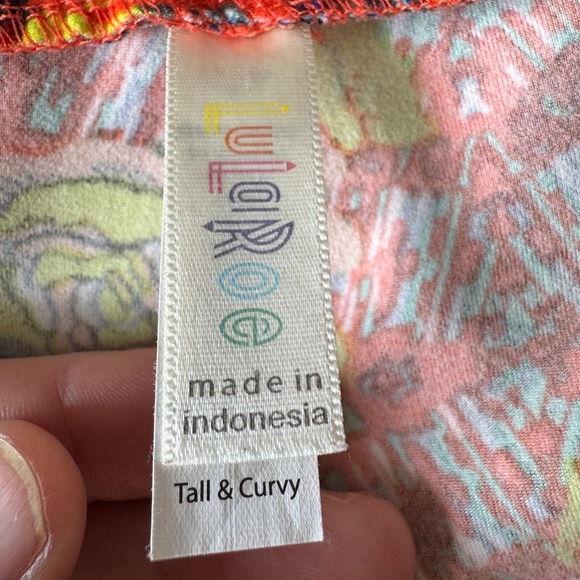 LuLaRoe
made in
indonesia
Tall & Curvy